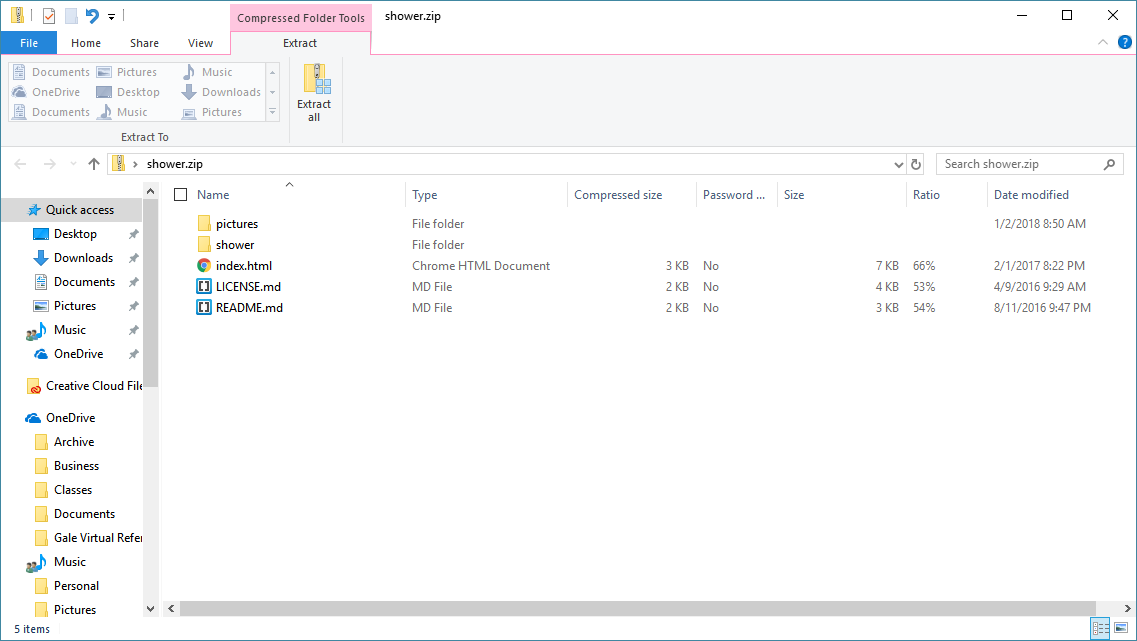 Compressed Folder Tools shower.zip
File Home Share View Extract
Documents Pictures Music
OneDrive Desktop Downloads
Documents Music Pictures
Extract To
Extract
all
shower.zip Search shower.zip
Name Type Compressed size Password ... Size Ratio Date modified
pictures File folder 1/2/2018 8:50 AM
shower File folder
index.html Chrome HTML Document 3 KB No 7 KB 66% 2/1/2017 8:22 PM
LICENSE.md MD File 2 KB No 4 KB 53% 4/9/2016 9:29 AM
README.md MD File 2 KB No 3 KB 54% 8/11/2016 9:47 PM
Quick access
Desktop
Downloads
Documents
Pictures
Music
OneDrive
Creative Cloud File
OneDrive
Archive
Business
Classes
Documents
Gale Virtual Refer
Music
Personal
Pictures
5 items